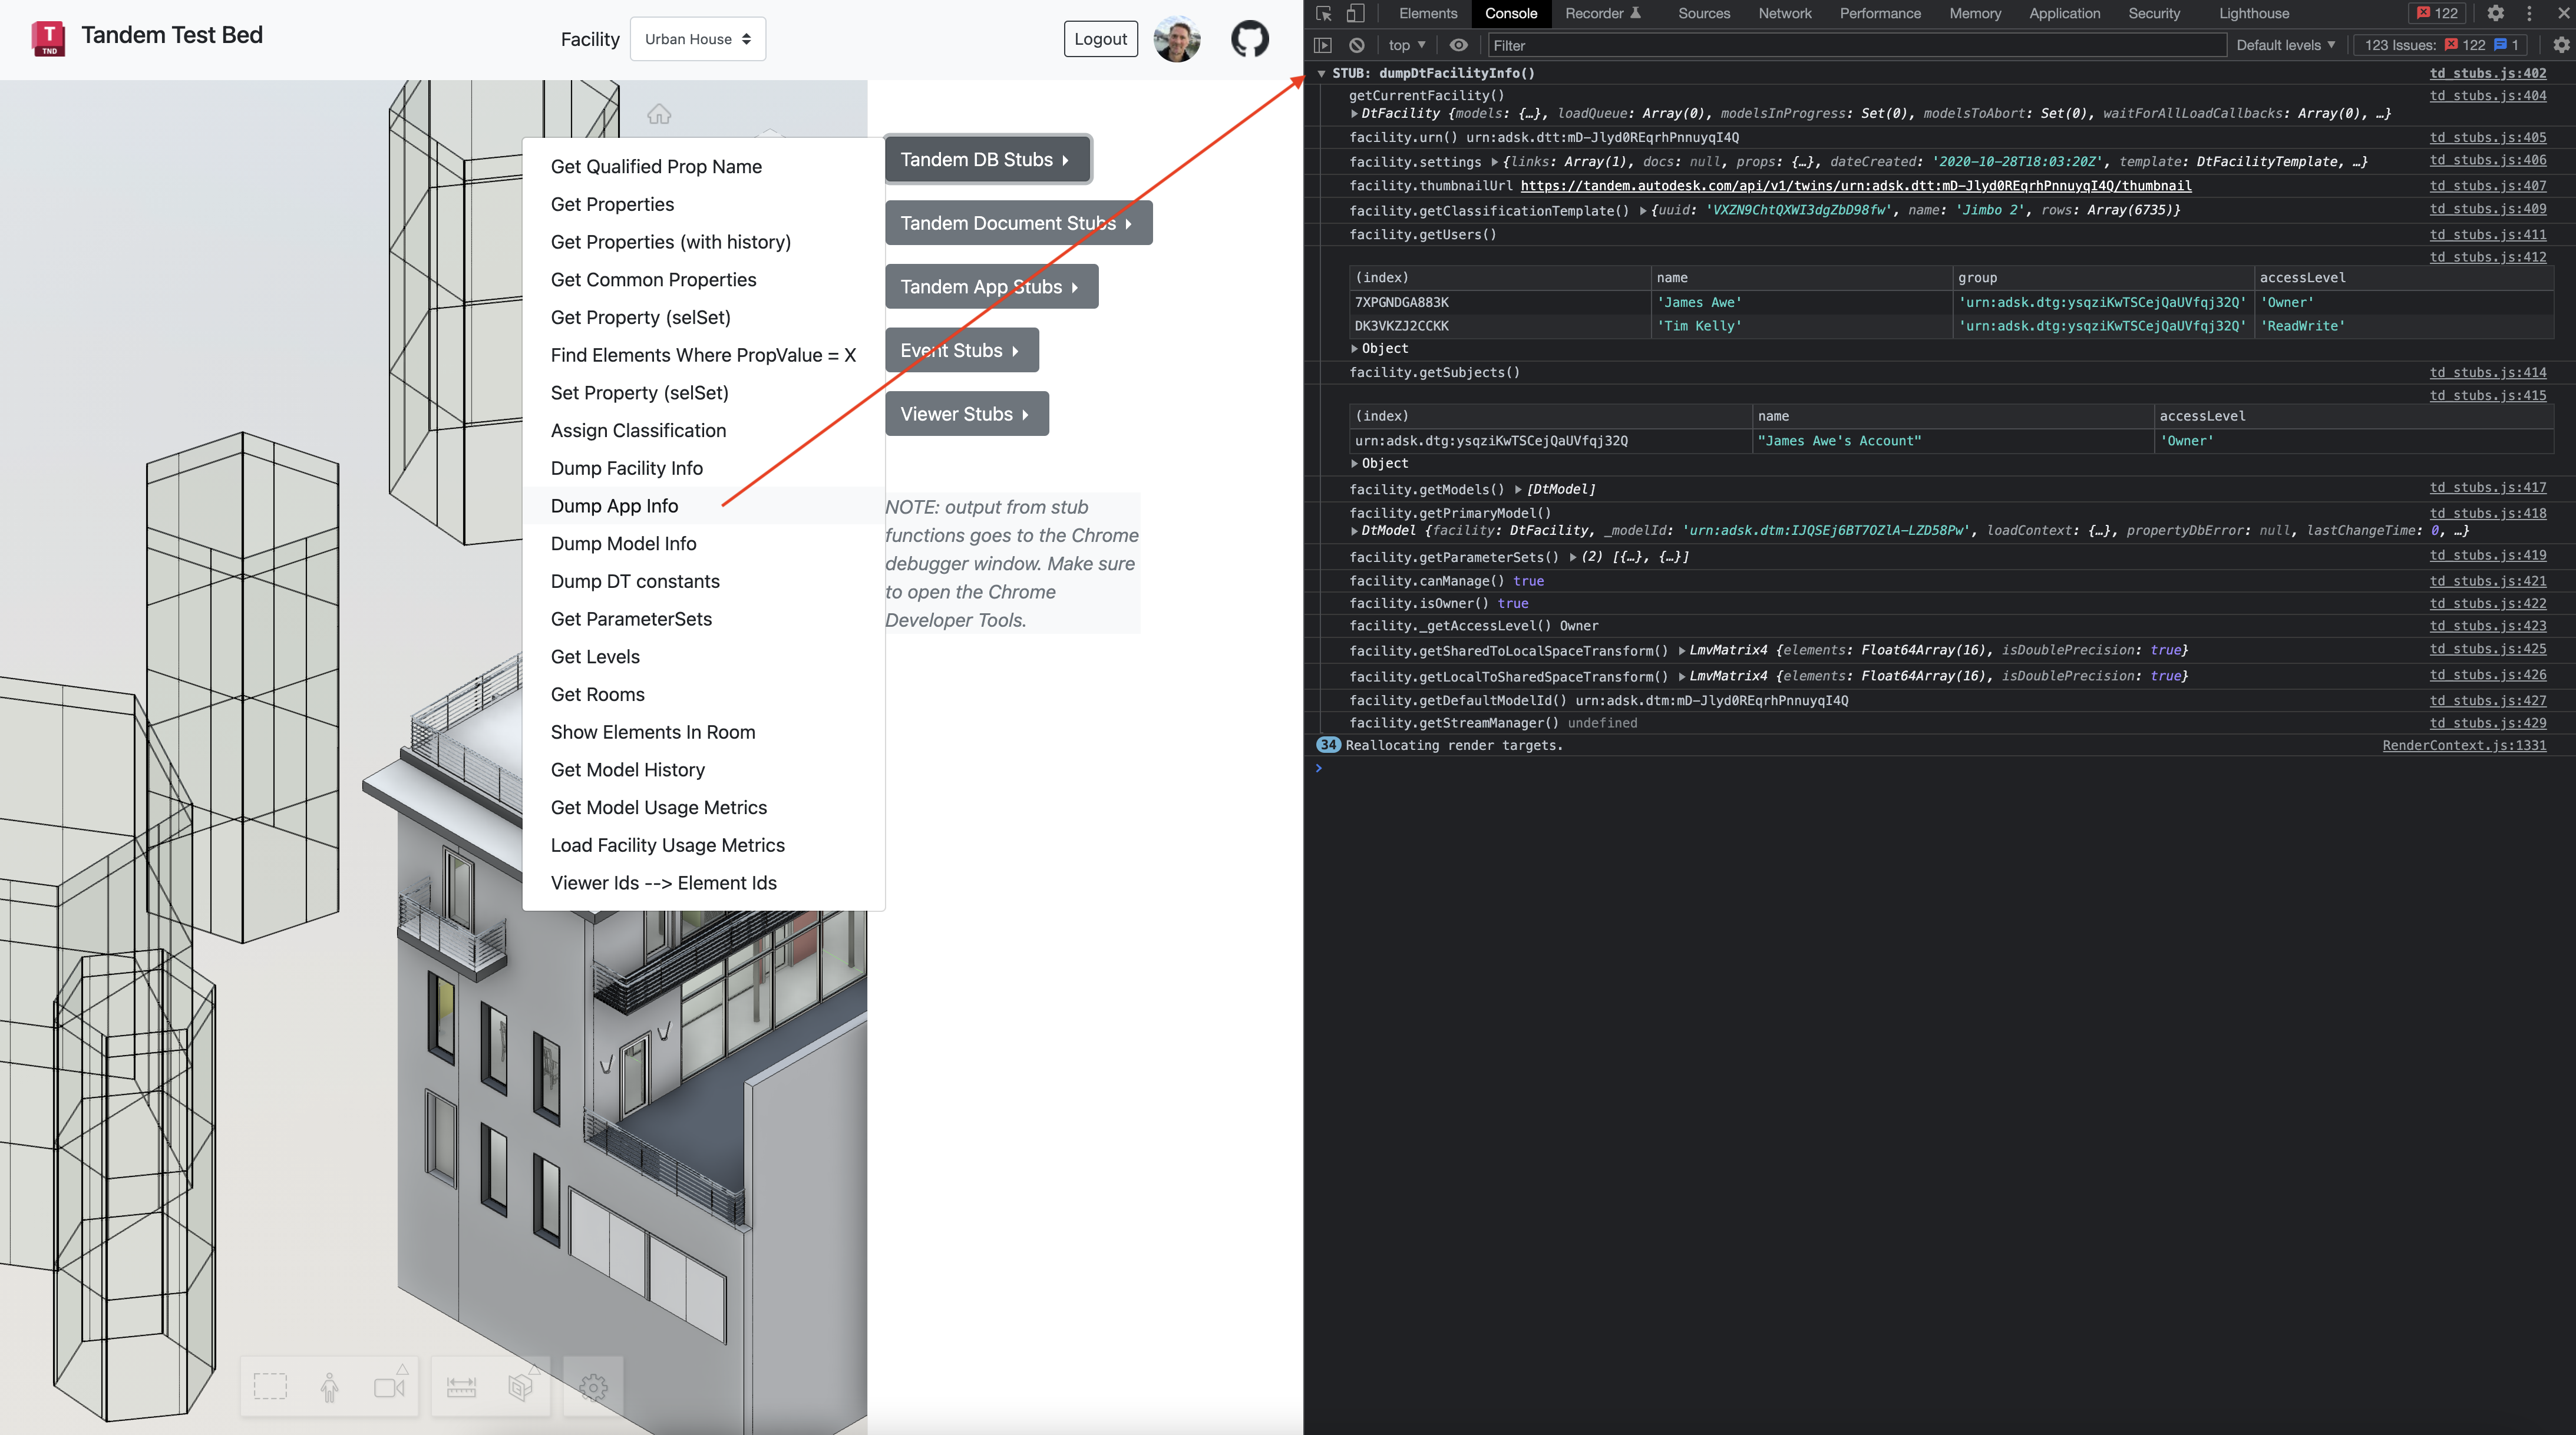 T
TND
Tandem Test Bed
Facility
Urban House
Logout
Get Qualified Prop Name
Get Properties
Get Properties (with history)
Get Common Properties
Get Property (selSet)
Find Elements Where PropValue = X
Set Property (selSet)
Assign Classification
Dump Facility Info
Dump App Info
Dump Model Info
Dump DT constants
Get ParameterSets
Get Levels
Get Rooms
Show Elements In Room
Get Model History
Get Model Usage Metrics
Load Facility Usage Metrics
Viewer Ids --> Element Ids
Tandem DB Stubs
Tandem Document Stubs
Tandem App Stubs
Event Stubs
Viewer Stubs
NOTE: output from stub
functions goes to the Chrome
debugger window. Make sure
to open the Chrome
Developer Tools.
Elements Console Recorder Sources Network Performance Memory Application Security Lighthouse 122
top Filter Default levels 123 Issues: 122 1
STUB: dumpDtFacilityInfo() td_stubs.js:402
getCurrentFacility() td_stubs.js:404
DtFacility {models: {…}, loadQueue: Array(0), modelsInProgress: Set(0), modelsToAbort: Set(0), waitForAllLoadCallbacks: Array(0), …}
facility.urn() urn:adsk.dtt:mD-Jlyd0REqrhPnnuyqI4Q td_stubs.js:405
facility.settings {links: Array(1), docs: null, props: {…}, dateCreated: '2020-10-28T18:03:20Z', template: DtFacilityTemplate, …} td_stubs.js:406
facility.thumbnailUrl https://tandem.autodesk.com/api/v1/twins/urn:adsk.dtt:mD-Jlyd0REqrhPnnuyqI4Q/thumbnail td_stubs.js:407
facility.getClassificationTemplate() {uuid: 'VXZN9ChtQXWI3dgZbD98fw', name: 'Jimbo 2', rows: Array(6735)} td_stubs.js:409
facility.getUsers() td_stubs.js:411
td_stubs.js:412
(index) name group accessLevel
7XPGNDGA883K 'James Awe' 'urn:adsk.dtg:ysqziKwTSCejQaUVfqj32Q' 'Owner'
DK3VKZJ2CCKK 'Tim Kelly' 'urn:adsk.dtg:ysqziKwTSCejQaUVfqj32Q' 'ReadWrite'
Object
facility.getSubjects() td_stubs.js:414
td_stubs.js:415
(index) name accessLevel
urn:adsk.dtg:ysqziKwTSCejQaUVfqj32Q "James Awe's Account" 'Owner'
Object
facility.getModels() [DtModel] td_stubs.js:417
facility.getPrimaryModel() td_stubs.js:418
DtModel {facility: DtFacility, _modelId: 'urn:adsk.dtm:IJQSEj6BT7OZlA-LZD58Pw', loadContext: {…}, propertyDbError: null, lastChangeTime: 0, …}
facility.getParameterSets() (2) [{…}, {…}] td_stubs.js:419
facility.canManage() true td_stubs.js:421
facility.isOwner() true td_stubs.js:422
facility._getAccessLevel() Owner td_stubs.js:423
facility.getSharedToLocalSpaceTransform() LmvMatrix4 {elements: Float64Array(16), isDoublePrecision: true} td_stubs.js:425
facility.getLocalToSharedSpaceTransform() LmvMatrix4 {elements: Float64Array(16), isDoublePrecision: true} td_stubs.js:426
facility.getDefaultModelId() urn:adsk.dtm:mD-Jlyd0REqrhPnnuyqI4Q td_stubs.js:427
facility.getStreamManager() undefined td_stubs.js:429
34 Reallocating render targets. RenderContext.js:1331